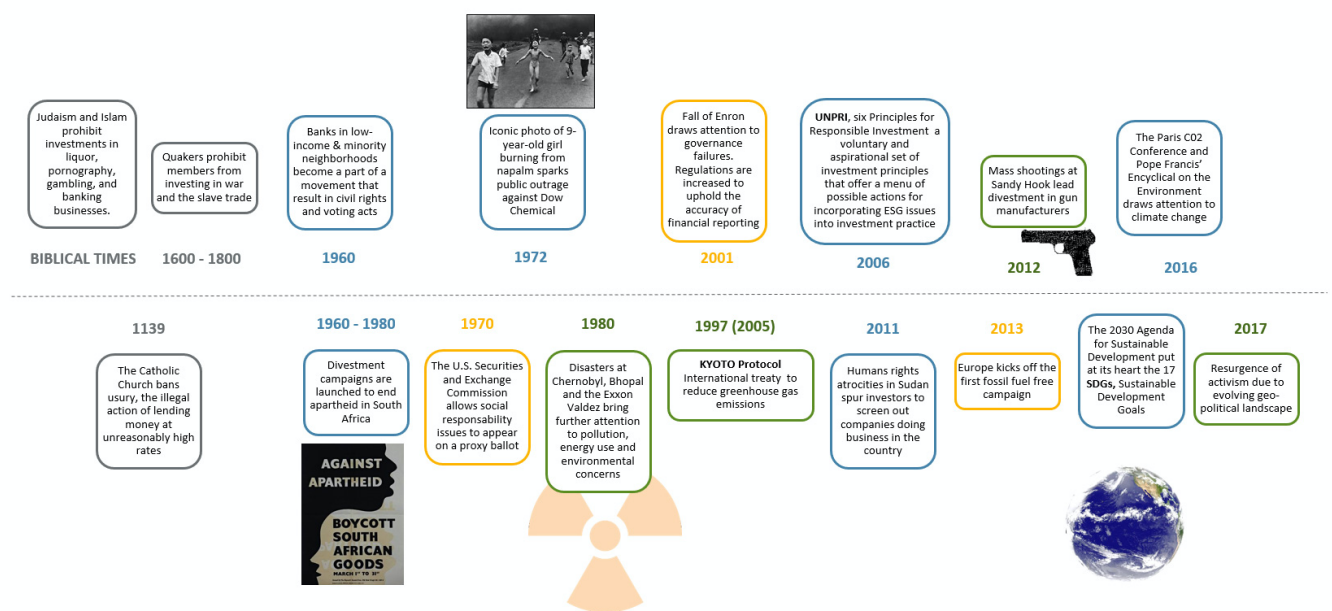 Judaism and Islam
prohibit
investments in
liquor,
pornography,
gambling, and
banking
businesses.
BIBLICAL TIMES
Quakers prohibit
members from
investing in war
and the slave trade
1600 - 1800
Banks in low-
income & minority
neighborhoods
become a part of a
movement that
result in civil rights
and voting acts
1960
Iconic photo of 9-
year-old girl
burning from
napalm sparks
public outrage
against Dow
Chemical
1972
Fall of Enron
draws attention to
governance
failures.
Regulations are
increased to
uphold the
accuracy of
financial reporting
2001
UNPRI, six Principles for
Responsible Investment a
voluntary and
aspirational set of
investment principles
that offer a menu of
possible actions for
incorporating ESG issues
into investment practice
2006
Mass shootings at
Sandy Hook lead
divestment in gun
manufacturers
2012
The Paris C02
Conference and
Pope Francis’
Encyclical on the
Environment
draws attention to
climate change
2016
1139
The Catholic
Church bans
usury, the illegal
action of lending
money at
unreasonably high
rates
1960 - 1980
Divestment
campaigns are
launched to end
apartheid in South
Africa
AGAINST
APARTHEID
BOYCOTT
SOUTH
AFRICAN
GOODS
MARCH 1ST TO 31ST
1970
The U.S. Securities
and Exchange
Commission
allows social
responsability
issues to appear
on a proxy ballot
1980
Disasters at
Chernobyl, Bhopal
and the Exxon
Valdez bring
further attention
to pollution,
energy use and
environmental
concerns
1997 (2005)
KYOTO Protocol
International treaty to
reduce greenhouse gas
emissions
2011
Humans rights
atrocities in Sudan
spur investors to
screen out
companies doing
business in the
country
2013
Europe kicks off the
first fossil fuel free
campaign
The 2030 Agenda
for Sustainable
Development put
at its heart the 17
SDGs, Sustainable
Development
Goals
2017
Resurgence of
activism due to
evolving geo-
political landscape